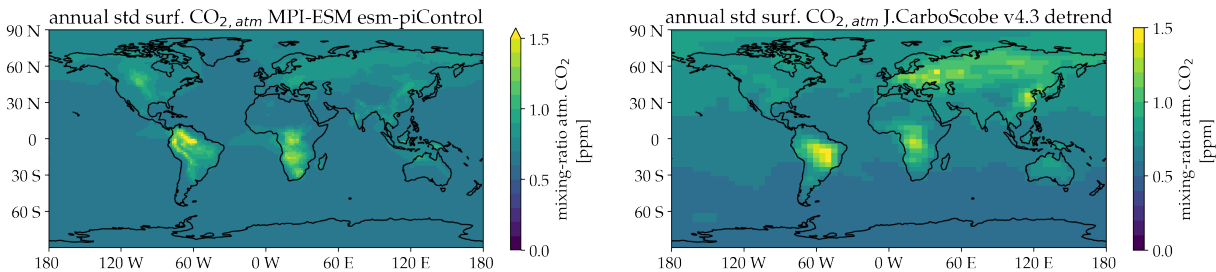 annual std surf. CO2,atm MPI-ESM esm-piControl
90 N
60 N
30 N
0
30 S
60 S
180
120 W
60 W
0 W
60 E
120 E
180
1.5
1.0
0.5
0.0
mixing-ratio atm. CO2
[ppm]
annual std surf. CO2,atm J.CarboScobe v4.3 detrend
90 N
60 N
30 N
0
30 S
60 S
180
120 W
60 W
0 W
60 E
120 E
180
1.5
1.0
0.5
0.0
mixing-ratio atm. CO2
[ppm]